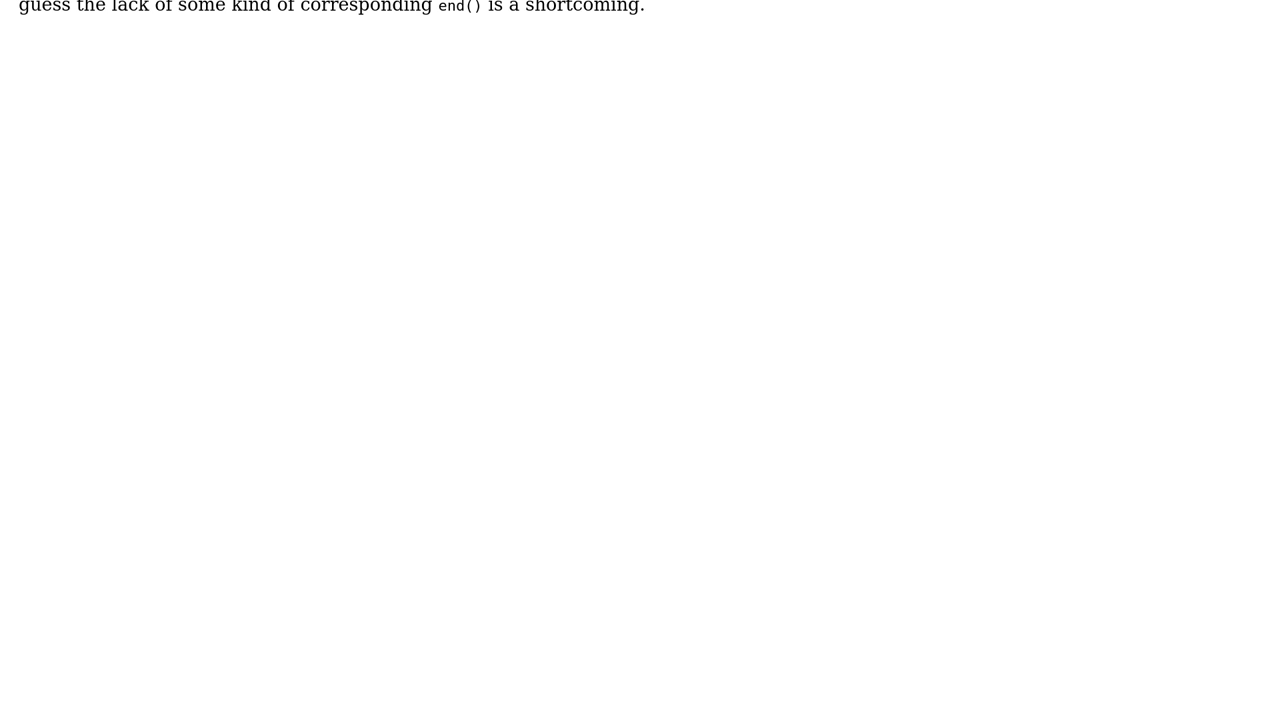 guess the lack of some kind of corresponding end() is a shortcoming.